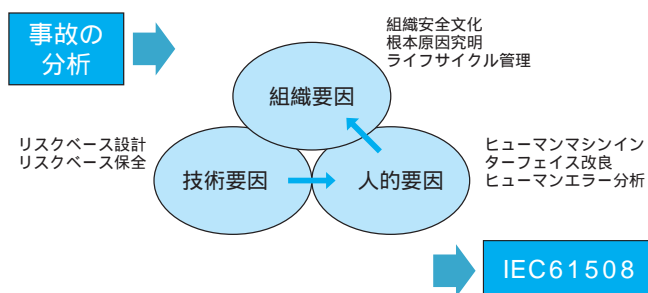 事故の
分析
組織安全文化
根本原因究明
ライフサイクル管理
組織要因
リスクベース設計
リスクベース保全
技術要因
人的要因
ヒューマンマシンイン
ターフェイス改良
ヒューマンエラー分析
IEC61508